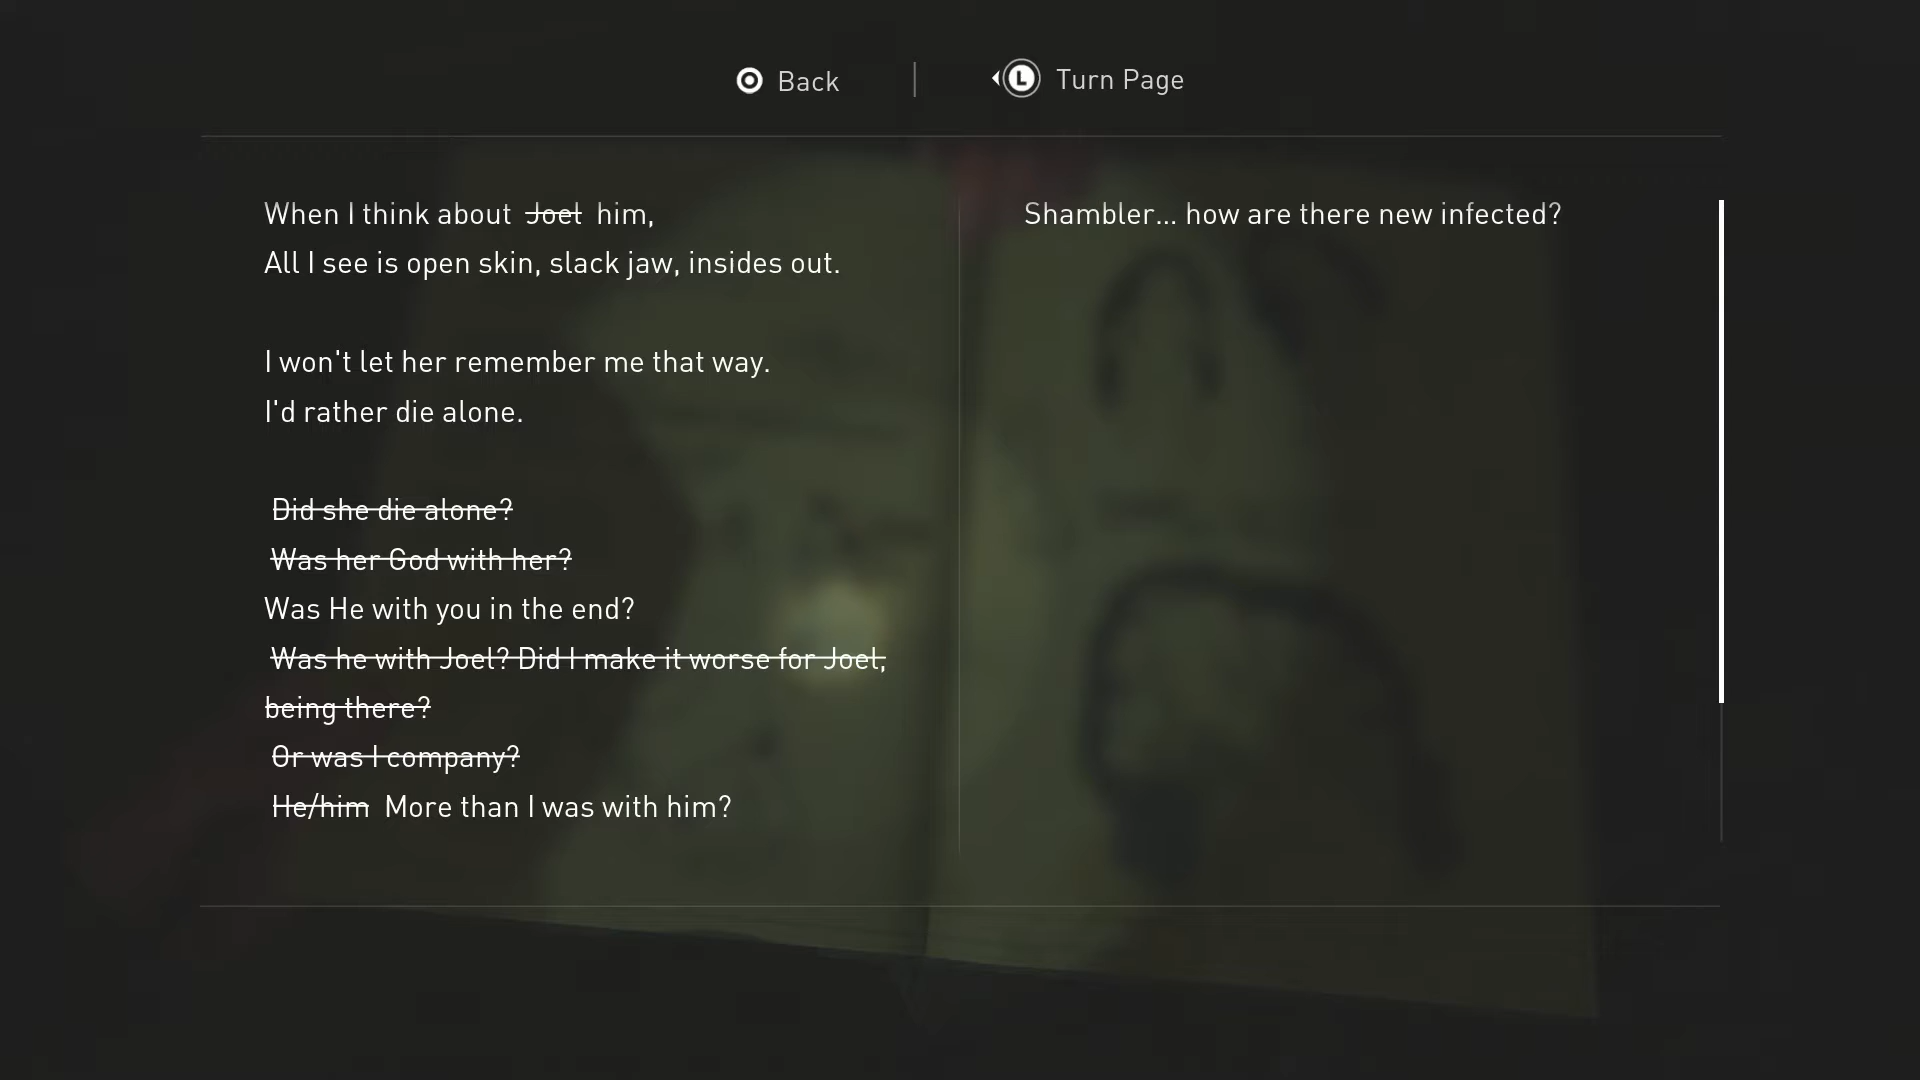 Back
L Turn Page
When I think about Joel him,
All I see is open skin, slack jaw, insides out.
I won't let her remember me that way.
I'd rather die alone.
Did she die alone?
Was her God with her?
Was He with you in the end?
Was he with Joel? Did I make it worse for Joel,
being there?
Or was I company?
He/him More than I was with him?
Shambler... how are there new infected?